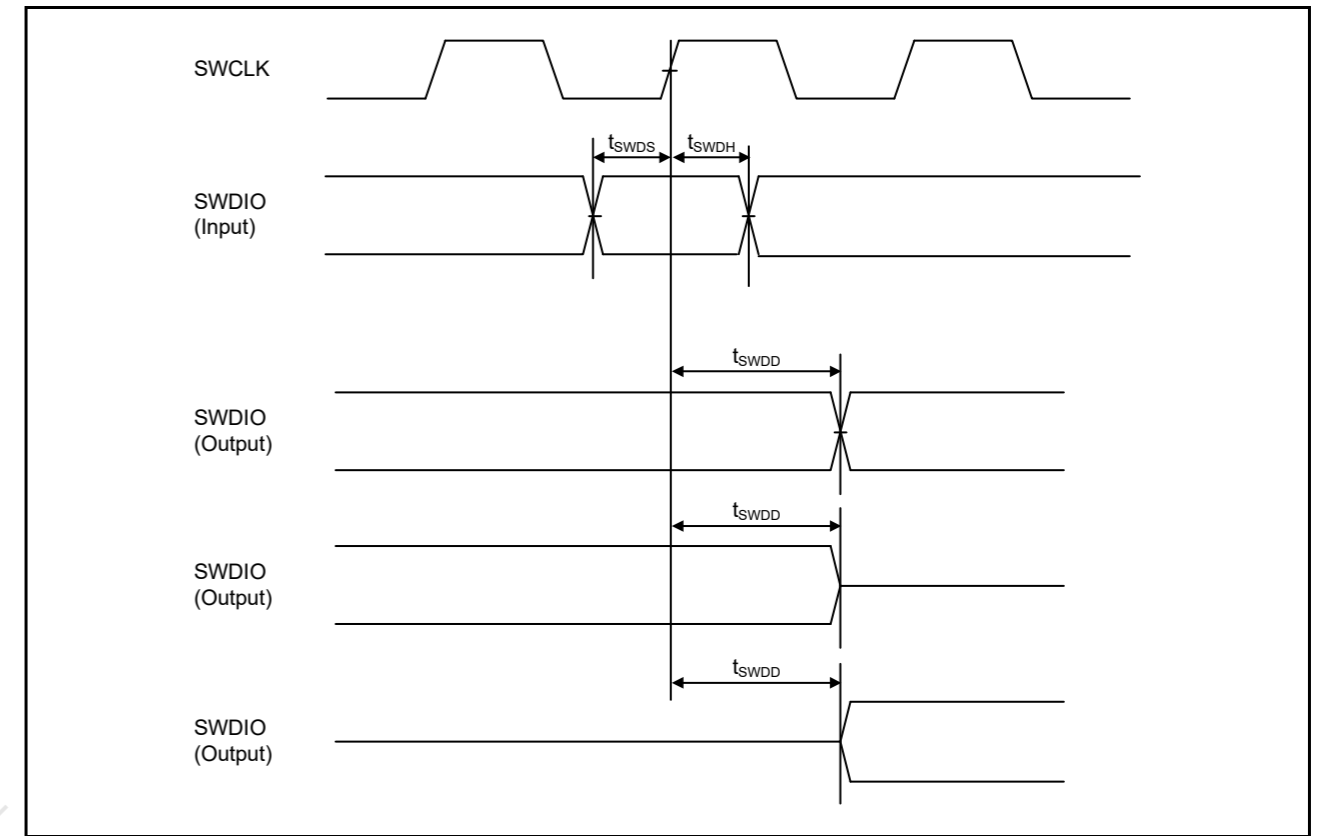 SWCLK
tSWDS
tSWDH
SWDIO
(Input)
tSWDD
SWDIO
(Output)
tSWDD
SWDIO
(Output)
tSWDD
SWDIO
(Output)